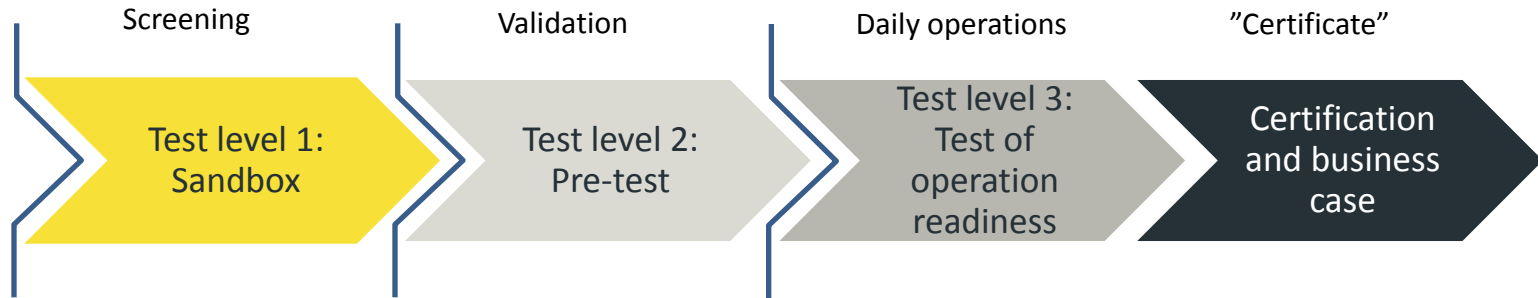 Screening
Validation
Daily operations
”Certificate”
Test level 1:
Sandbox
Test level 2:
Pre-test
Test level 3:
Test of
operation
readiness
Certification
and business
case